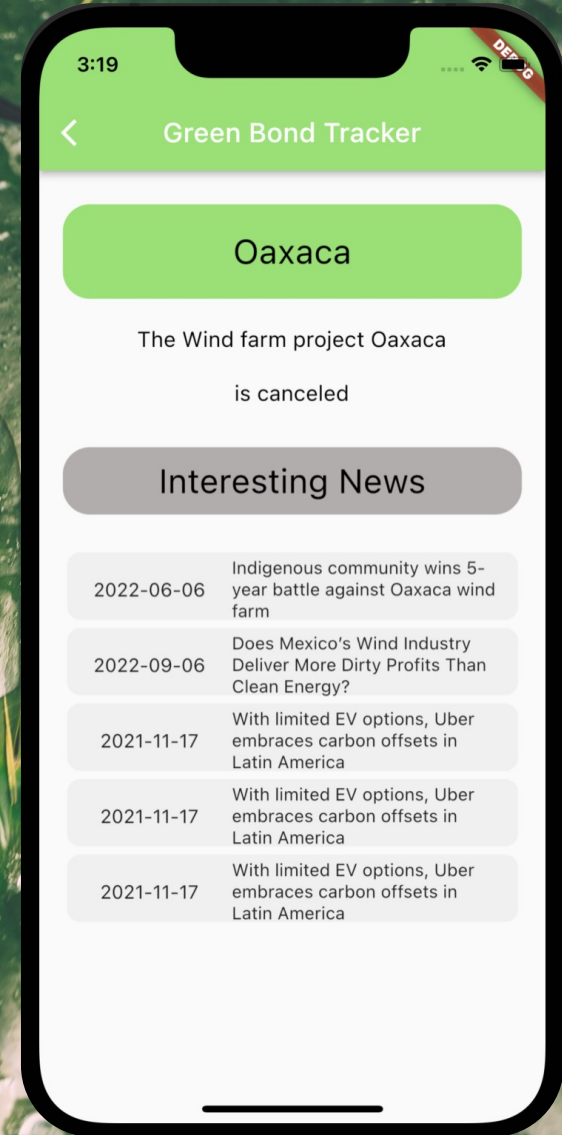 3:19
DEBUG
Green Bond Tracker
Oaxaca
The Wind farm project Oaxaca
is canceled
Interesting News
2022-06-06
Indigenous community wins 5-
year battle against Oaxaca wind
farm
2022-09-06
Does Mexico’s Wind Industry
Deliver More Dirty Profits Than
Clean Energy?
2021-11-17
With limited EV options, Uber
embraces carbon offsets in
Latin America
2021-11-17
With limited EV options, Uber
embraces carbon offsets in
Latin America
2021-11-17
With limited EV options, Uber
embraces carbon offsets in
Latin America